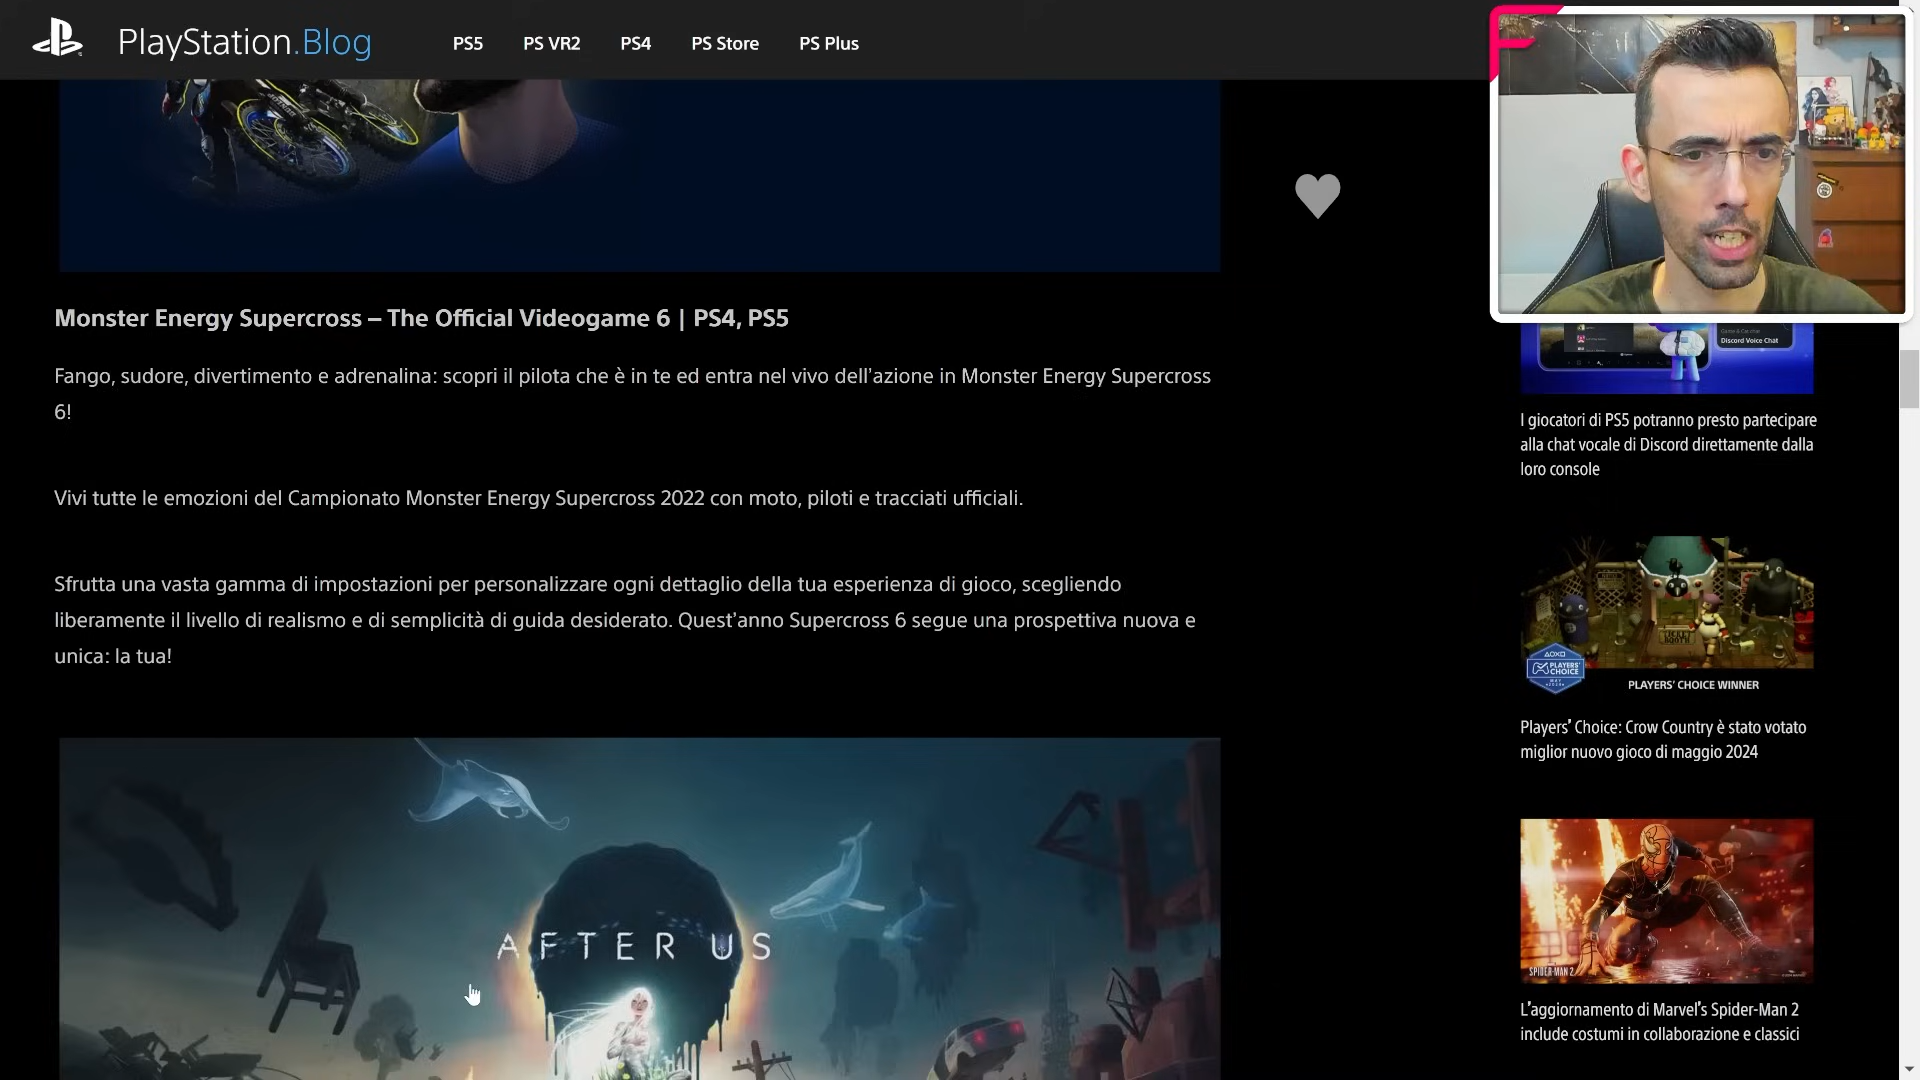 PlayStation.Blog
PS5 PS VR2 PS4 PS Store PS Plus
Monster Energy Supercross – The Official Videogame 6 | PS4, PS5
Fango, sudore, divertimento e adrenalina: scopri il pilota che è in te ed entra nel vivo dell’azione in Monster Energy Supercross
6!
Vivi tutte le emozioni del Campionato Monster Energy Supercross 2022 con moto, piloti e tracciati ufficiali.
Sfrutta una vasta gamma di impostazioni per personalizzare ogni dettaglio della tua esperienza di gioco, scegliendo
liberamente il livello di realismo e di semplicità di guida desiderato. Quest’anno Supercross 6 segue una prospettiva nuova e
unica: la tua!
AFTER US
Discord Voice Chat
I giocatori di PS5 potranno presto partecipare
alla chat vocale di Discord direttamente dalla
loro console
TICKET
BOOTH
PLAYERS'
CHOICE
PLAYERS' CHOICE WINNER
Players’ Choice: Crow Country è stato votato
miglior nuovo gioco di maggio 2024
SPIDER-MAN 2
L’aggiornamento di Marvel’s Spider-Man 2
include costumi in collaborazione e classici